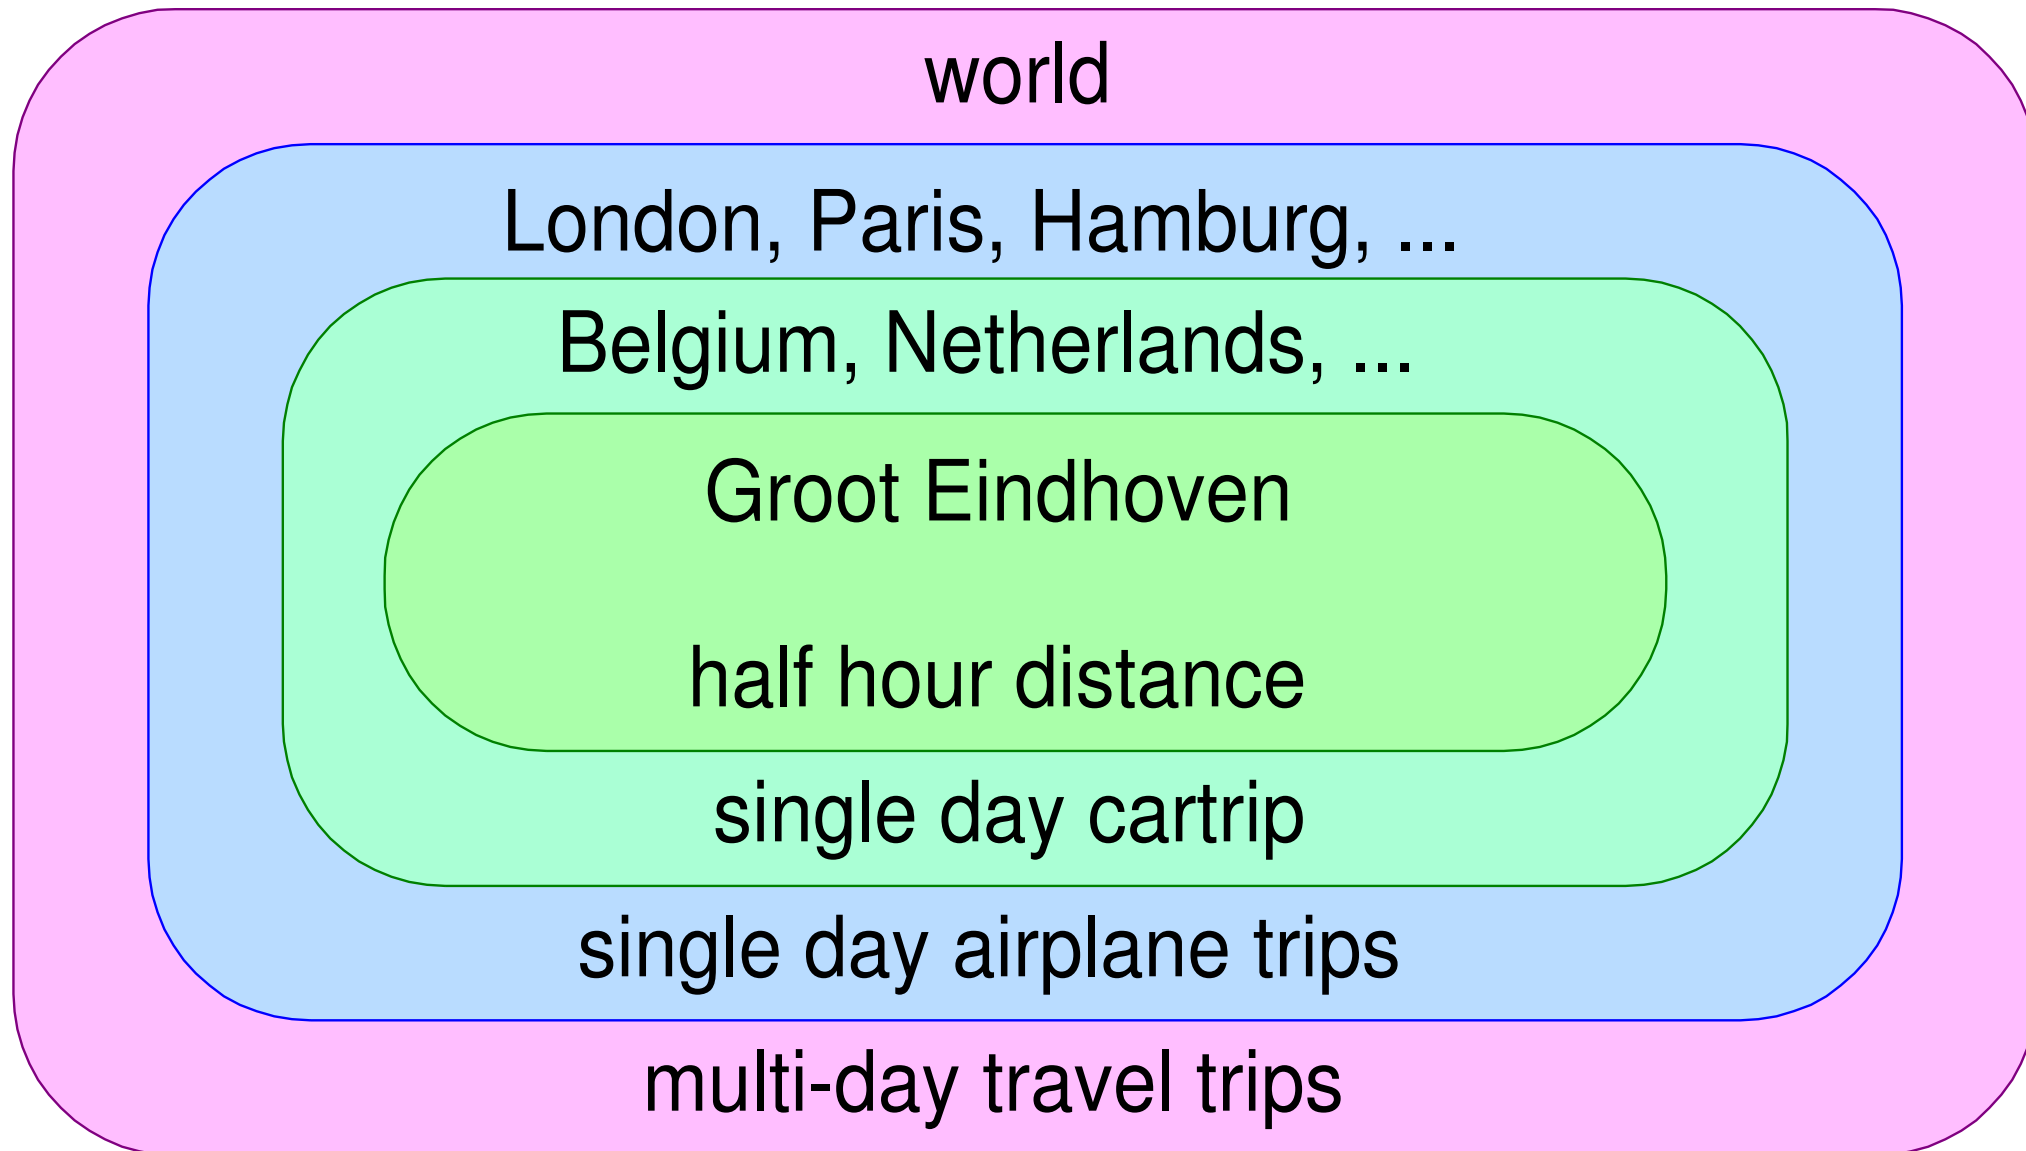 world
London, Paris, Hamburg, ...
Belgium, Netherlands, ...
Groot Eindhoven
half hour distance
single day cartrip
single day airplane trips
multi-day travel trips